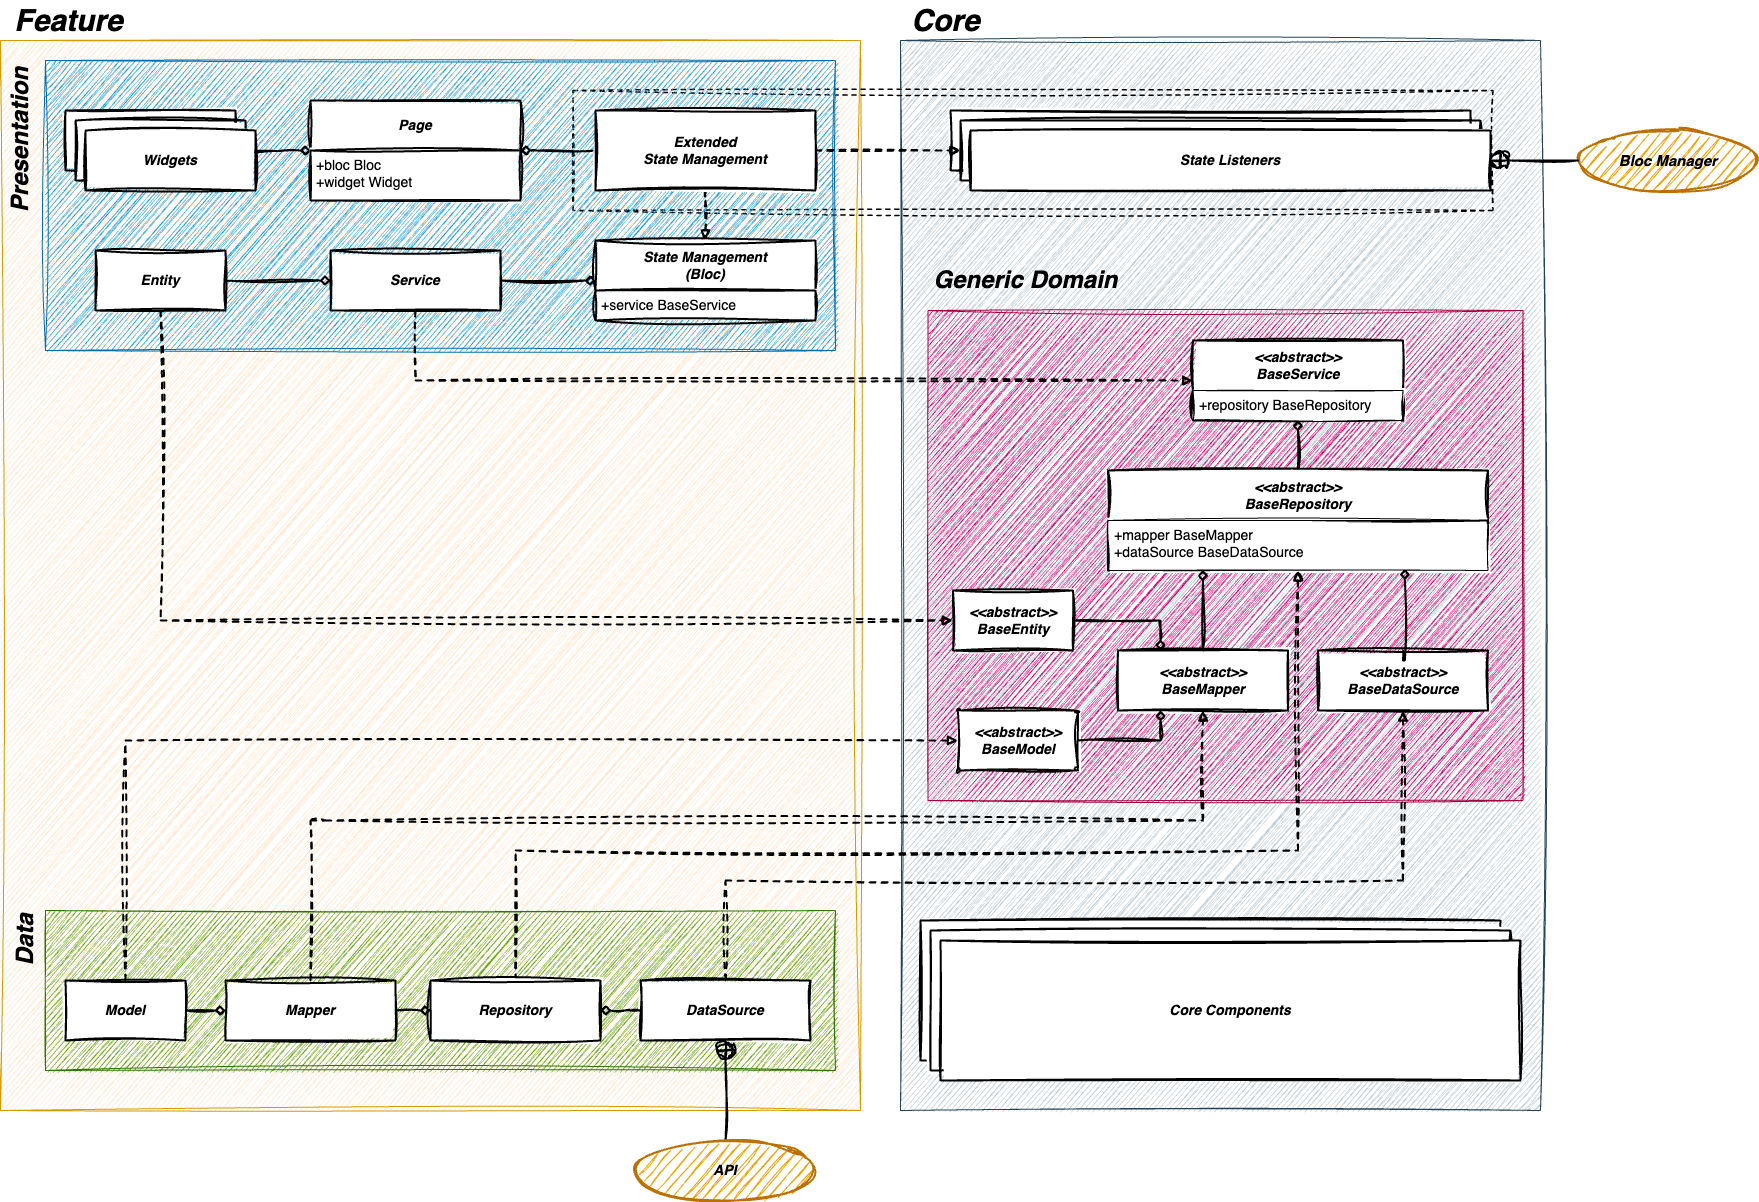 Feature
Core
Presentation
Widgets
Page
+bloc Bloc
+widget Widget
Extended
State Management
State Listeners
Bloc Manager
Entity
Service
State Management
(Bloc)
+service BaseService
Generic Domain
<<abstract>>
BaseService
+repository BaseRepository
<<abstract>>
BaseRepository
+mapper BaseMapper
+dataSource BaseDataSource
<<abstract>>
BaseEntity
<<abstract>>
BaseMapper
<<abstract>>
BaseDataSource
<<abstract>>
BaseModel
Data
Model
Mapper
Repository
DataSource
Core Components
API